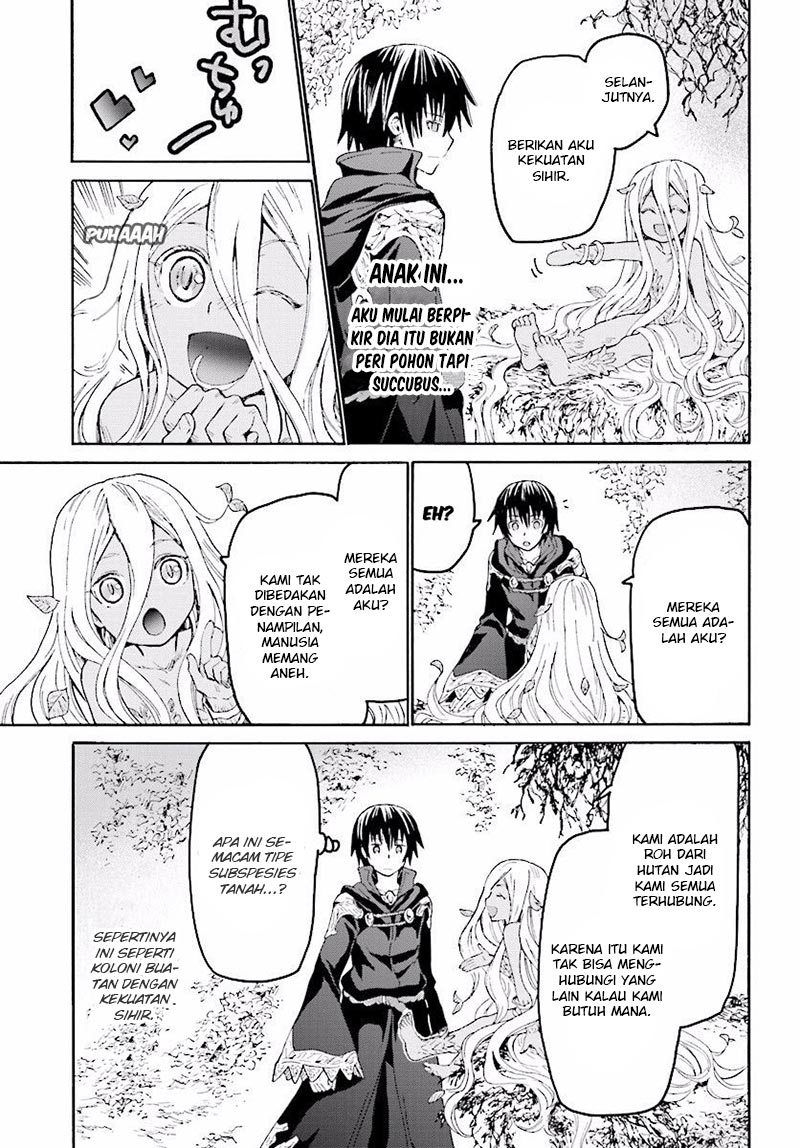 SELAN-
JUTNYA.
BERIKAN AKU
KEKUATAN
SIHIR.
ANAK INI...
AKU MULAI BERPI-
KIR DIA ITU BUKAN
PERI POHON TAPI
SUCCUBUS...
むっ
ちゅー
PUHAAAH
MEREKA
SEMUA ADA-
LAH AKU?
EH?
MEREKA
SEMUA
ADALAH
AKU?
KAMI TAK
DIBEDAKAN
DENGAN PE-
NAMPILAN,
MANUSIA
MEMANG
ANEH.
KAMI ADALAH
ROH DARI
HUTAN JADI
KAMI SEMUA
TERHUBUNG.
KARENA ITU KAMI
TAK BISA MENG-
HUBUNGI YANG
LAIN KALAU KAMI
BUTUH MANA.
APA INI SE-
MACAM TIPE
SUBSPESIES
TANAH...?
SEPERTINYA
INI SEPERTI
KOLONI BUA-
TAN DENGAN
KEKUATAN
SIHIR.